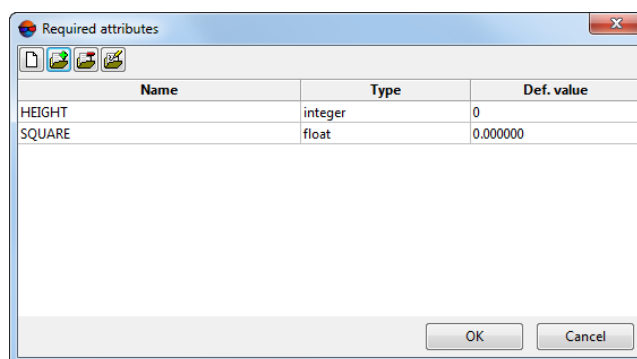 Required attributes
Name Type Def. value
HEIGHT integer 0
SQUARE float 0.000000
OK Cancel